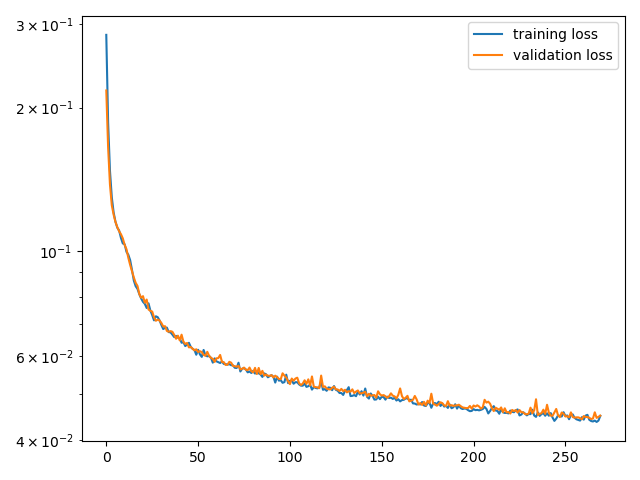 3 × 10⁻¹
training loss
validation loss
2 × 10⁻¹
10⁻¹
6 × 10⁻²
4 × 10⁻²
0 50 100 150 200 250